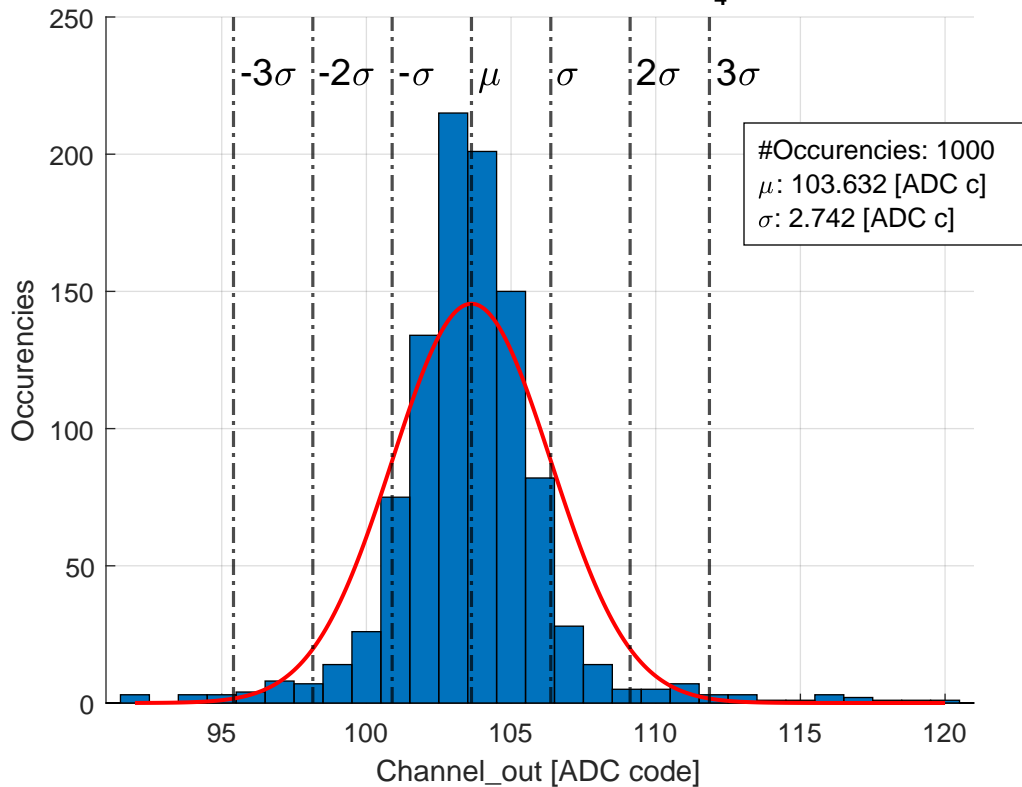 4
250
200
150
100
50
0
-3σ -2σ -σ μ σ 2σ 3σ
#Occurencies: 1000
μ: 103.632 [ADC c]
σ: 2.742 [ADC c]
Occurencies
95 100 105 110 115 120
Channel_out [ADC code]